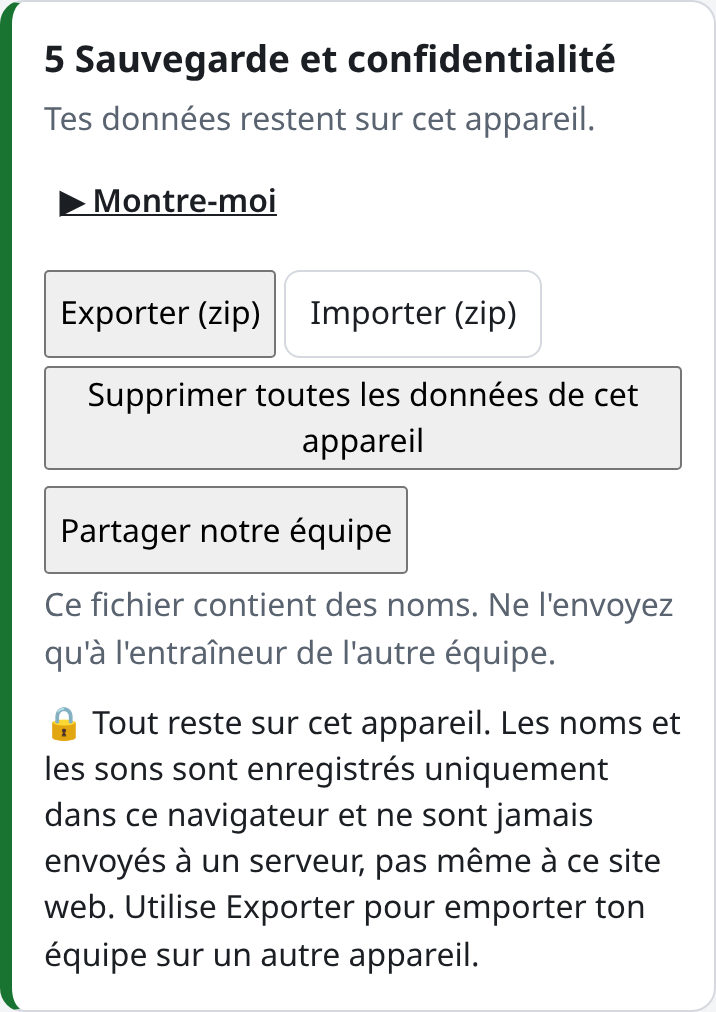 5 Sauvegarde et confidentialité
Tes données restent sur cet appareil.
▶ Montre-moi
Exporter (zip) Importer (zip)
Supprimer toutes les données de cet
appareil
Partager notre équipe
Ce fichier contient des noms. Ne l'envoyez
qu'à l'entraîneur de l'autre équipe.
🔒 Tout reste sur cet appareil. Les noms et
les sons sont enregistrés uniquement
dans ce navigateur et ne sont jamais
envoyés à un serveur, pas même à ce site
web. Utilise Exporter pour emporter ton
équipe sur un autre appareil.